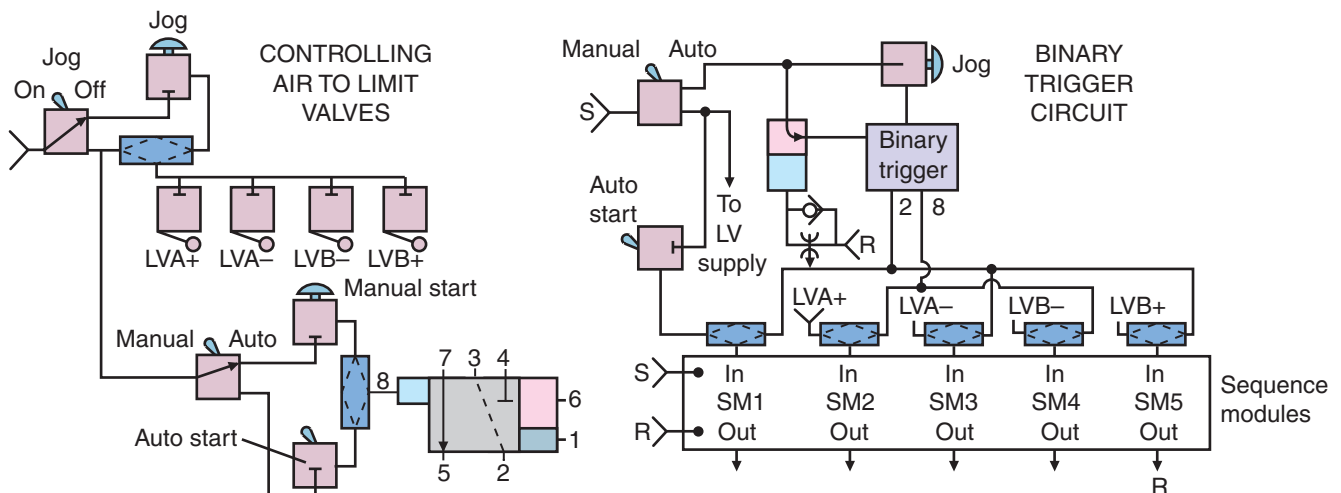 Jog
Jog
On Off
CONTROLLING
AIR TO LIMIT
VALVES
LVA+ LVA– LVB– LVB+
Manual start
Manual Auto
Auto start
8
7 3 4
6
1
5 2
Manual Auto
Jog
BINARY
TRIGGER
CIRCUIT
S
Binary
trigger
2 8
Auto
start
To
LV
supply
R
LVA+ LVA– LVB– LVB+
S
R
In In In In In
SM1 SM2 SM3 SM4 SM5
Out Out Out Out Out
Sequence
modules
R